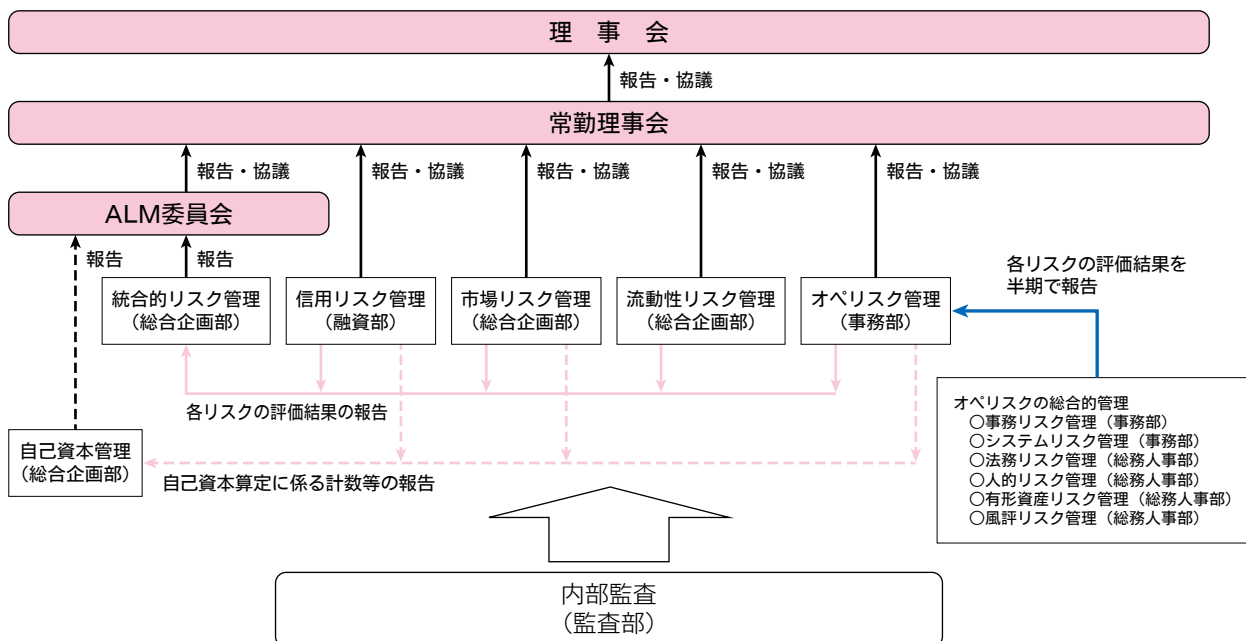 理　事　会
報告・協議
常勤理事会
報告・協議
報告・協議
報告・協議
報告・協議
報告・協議
ALM委員会
報告
報告
各リスクの評価結果を
半期で報告
統合的リスク管理
（総合企画部）
信用リスク管理
（融資部）
市場リスク管理
（総合企画部）
流動性リスク管理
（総合企画部）
オペリスク管理
（事務部）
各リスクの評価結果の報告
オペリスクの総合的管理
○事務リスク管理（事務部）
○システムリスク管理（事務部）
○法務リスク管理（総務人事部）
○人的リスク管理（総務人事部）
○有形資産リスク管理（総務人事部）
○風評リスク管理（総務人事部）
自己資本管理
（総合企画部）
自己資本算定に係る計数等の報告
内部監査
（監査部）